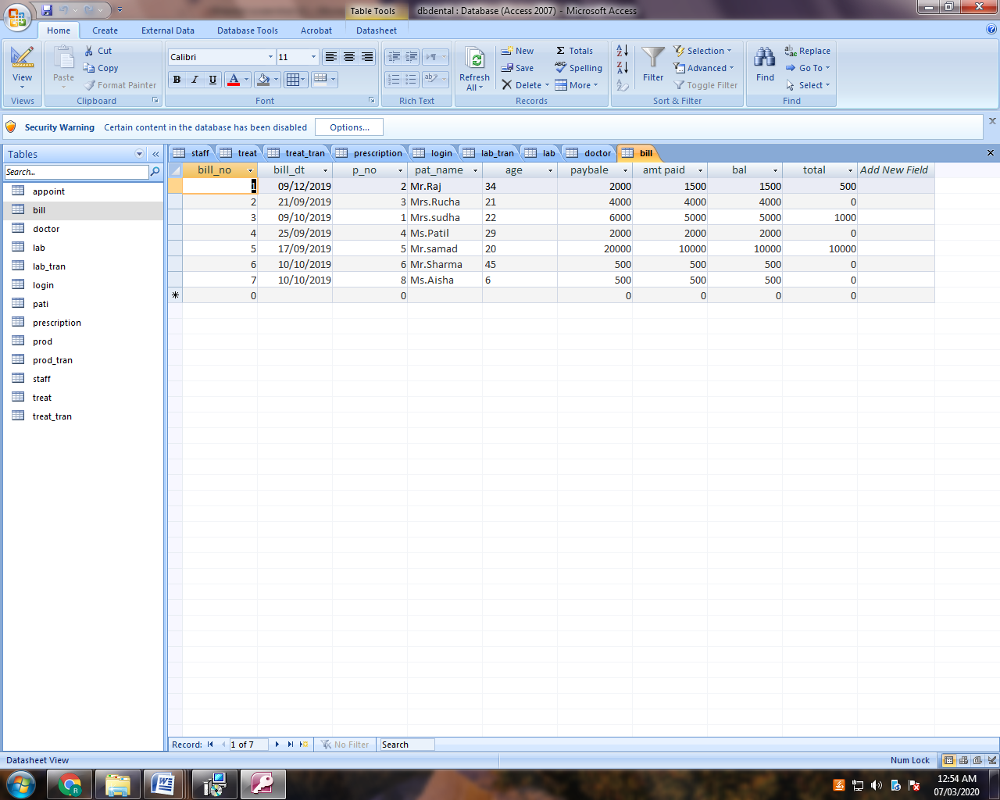 Table Tools dbdental : Database (Access 2007) - Microsoft Access
Home Create External Data Database Tools Acrobat Datasheet
View Paste Cut Copy Format Painter
Calibri 11
B I U A
Refresh All New Save Delete Totals Spelling More
Filter Selection Advanced Toggle Filter
Find Replace Go To Select
Views Clipboard Font Rich Text Records Sort & Filter Find
Security Warning Certain content in the database has been disabled Options...
Tables
Search...
appoint
bill
doctor
lab
lab_tran
login
pati
prescription
prod
prod_tran
staff
treat
treat_tran
staff treat treat_tran prescription login lab_tran lab doctor bill
bill_no bill_dt p_no pat_name age paybale amt paid bal total Add New Field
1 09/12/2019 2 Mr.Raj 34 2000 1500 1500 500
2 21/09/2019 3 Mrs.Rucha 21 4000 4000 4000 0
3 09/10/2019 1 Mrs.sudha 22 6000 5000 5000 1000
4 25/09/2019 4 Ms.Patil 29 2000 2000 2000 0
5 17/09/2019 5 Mr.samad 20 20000 10000 10000 10000
6 10/10/2019 6 Mr.Sharma 45 500 500 500 0
7 10/10/2019 8 Ms.Aisha 6 500 500 500 0
0 0 0 0 0 0
Record: 1 of 7 No Filter Search
Datasheet View Num Lock
12:54 AM
07/03/2020